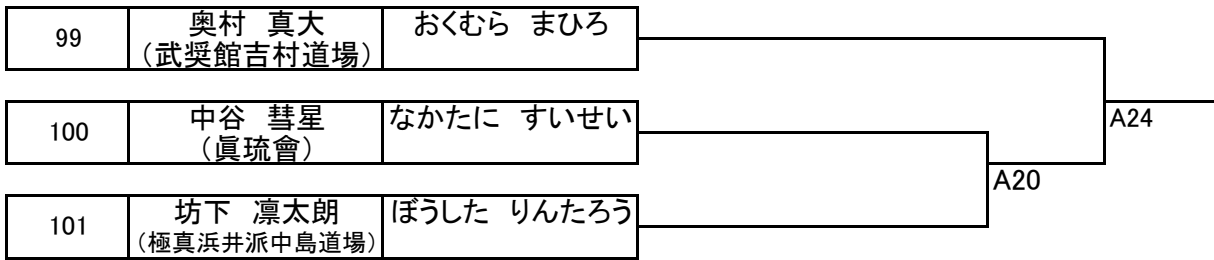 99 奥村 真大 おくむら まひろ
（武奨館吉村道場）
A24
100 中谷 彗星 なかたに すいせい
（眞琉會）
A20
101 坊下 凛太朗 ぼうした りんたろう
（極真浜井派中島道場）